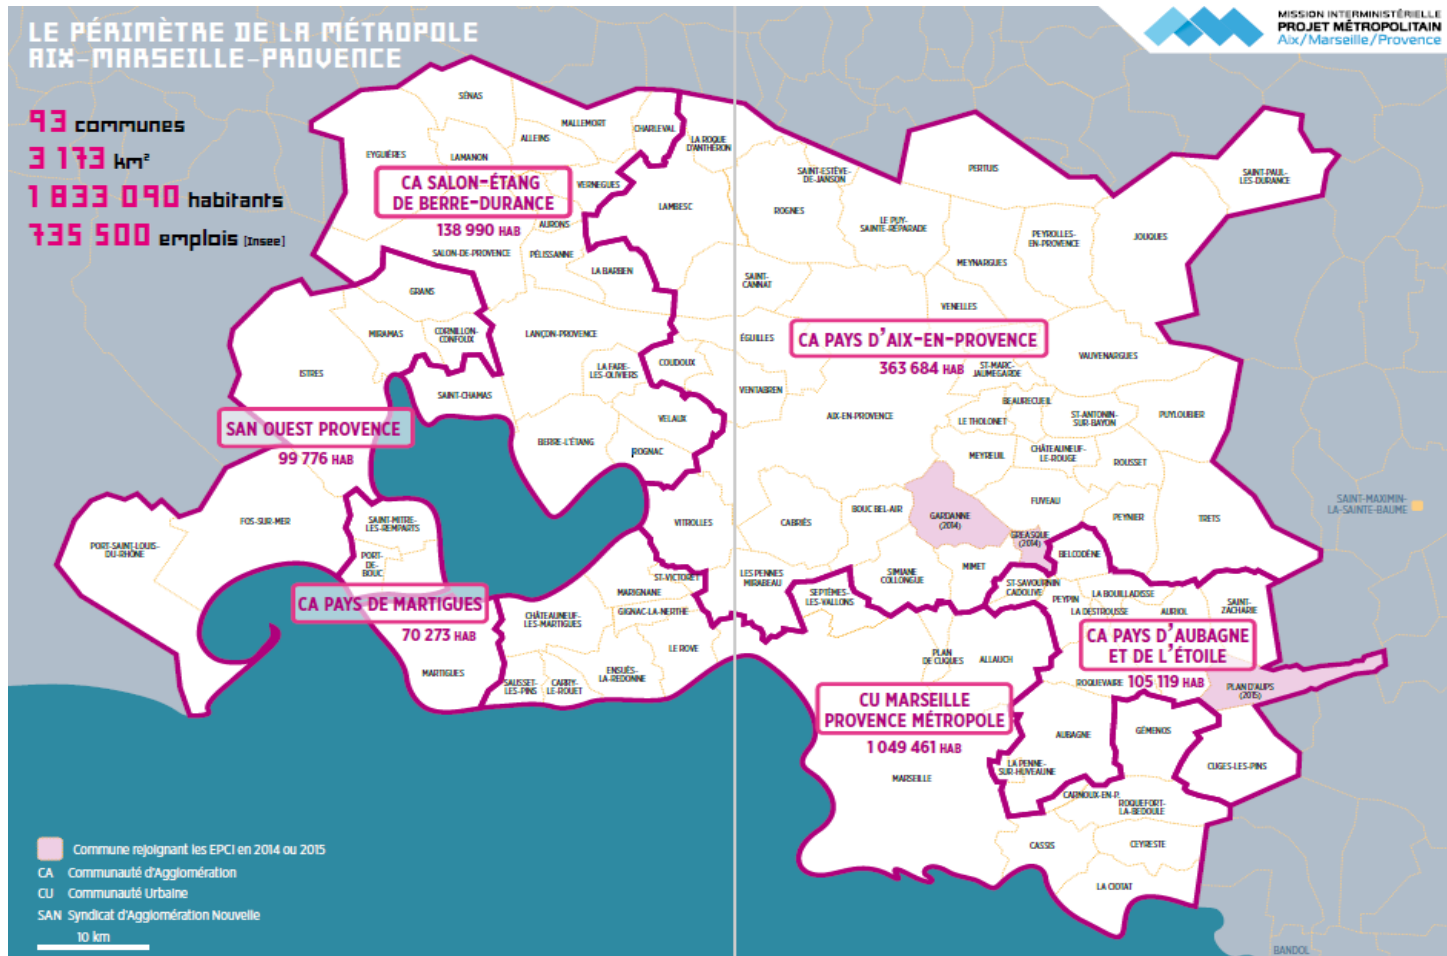 LE PÉRIMÈTRE DE LA MÉTROPOLE
AIX-MARSEILLE-PROVENCE
MISSION INTERMINISTÉRIELLE
PROJET MÉTROPOLITAIN
Aix/Marseille/Provence
93 communes
3 173 km²
1 833 090 habitants
735 500 emplois [Insee]
SÉNAS
MALLEMORT
CHARLEVAL
ALLEINS
LA ROQUE
D'ANTHÉRON
EYGUIÈRES
LAMANON
VERNEGUES
CA SALON-ÉTANG
DE BERRE-DURANCE
138 990 HAB
AURONS
LAMBESC
SALON-DE-PROVENCE
PÉLISSANNE
LA BARBEN
SAINT-ESTÈVE-
DE-JANSON
PERTUIS
SAINT-PAUL-
LES-DURANCE
ROGNES
LE PUY-
SAINTE-RÉPARADE
PEYROLLES-
EN-PROVENCE
JOUQUES
MEYNARGUES
SAINT-
CANNAT
VENELLES
GRANS
MIRAMAS
CORNILLON-
CONFOUX
LANÇON-PROVENCE
ÉGUILLES
CA PAYS D'AIX-EN-PROVENCE
363 684 HAB
ISTRES
LA FARE-
LES-OLIVIERS
COUDOUX
ST-MARC-
JAUMEGARDE
VAUVENARGUES
SAINT-CHAMAS
VENTABREN
BEAURECUEIL
VELAUX
AIX-EN-PROVENCE
LE THOLONET
ST-ANTONIN-
SUR-BAYON
PUYLOUBIER
SAN OUEST PROVENCE
99 776 HAB
BERRE-L'ÉTANG
ROGNAC
MEYREUIL
CHÂTEAUNEUF-
LE-ROUGE
ROUSSET
FOS-SUR-MER
SAINT-MITRE-
LES-REMPARTS
VITROLLES
CABRIÈS
BOUC BEL-AIR
GARDANNE
(2014)
FUVEAU
PEYNIER
TRETS
SAINT-MAXIMIN-
LA-SAINTE-BAUME
GREASQUE
(2014)
BELCODÈNE
PORT-SAINT-LOUIS-
DU-RHÔNE
PORT-
DE-
BOUC
ST-VICTORET
LES PENNES
MIRABEAU
SIMIANE
COLLONGUE
MIMET
ST-SAVOURNIN
CADOLIVE
PEYPIN
LA BOUILLADISSE
CA PAYS DE MARTIGUES
70 273 HAB
MARIGNANE
GIGNAC-LA-NERTHE
CHÂTEAUNEUF-
LES-MARTIGUES
SEPTÈMES-
LES-VALLONS
LA DESTROUSSE
AURIOL
SAINT-
ZACHARIE
LE ROVE
PLAN
DE CUQUES
ALLAUCH
CA PAYS D'AUBAGNE
ET DE L'ÉTOILE
105 119 HAB
MARTIGUES
SAUSSET-
LES-PINS
CARRY-
LE-ROUET
ENSUÈS-
LA-REDONNE
ROQUEVAIRE
PLAN D'AUPS
(2015)
CU MARSEILLE
PROVENCE MÉTROPOLE
1 049 461 HAB
AUBAGNE
GÉMENOS
MARSEILLE
LA PENNE-
SUR-HUVEAUNE
CUGES-LES-PINS
CARNOUX-EN-P.
ROQUEFORT-
LA-BEDOULE
CASSIS
CEYRESTE
LA CIOTAT
BANDOL
Commune rejoignant les EPCI en 2014 ou 2015
CA Communauté d'Agglomération
CU Communauté Urbaine
SAN Syndicat d'Agglomération Nouvelle
10 km